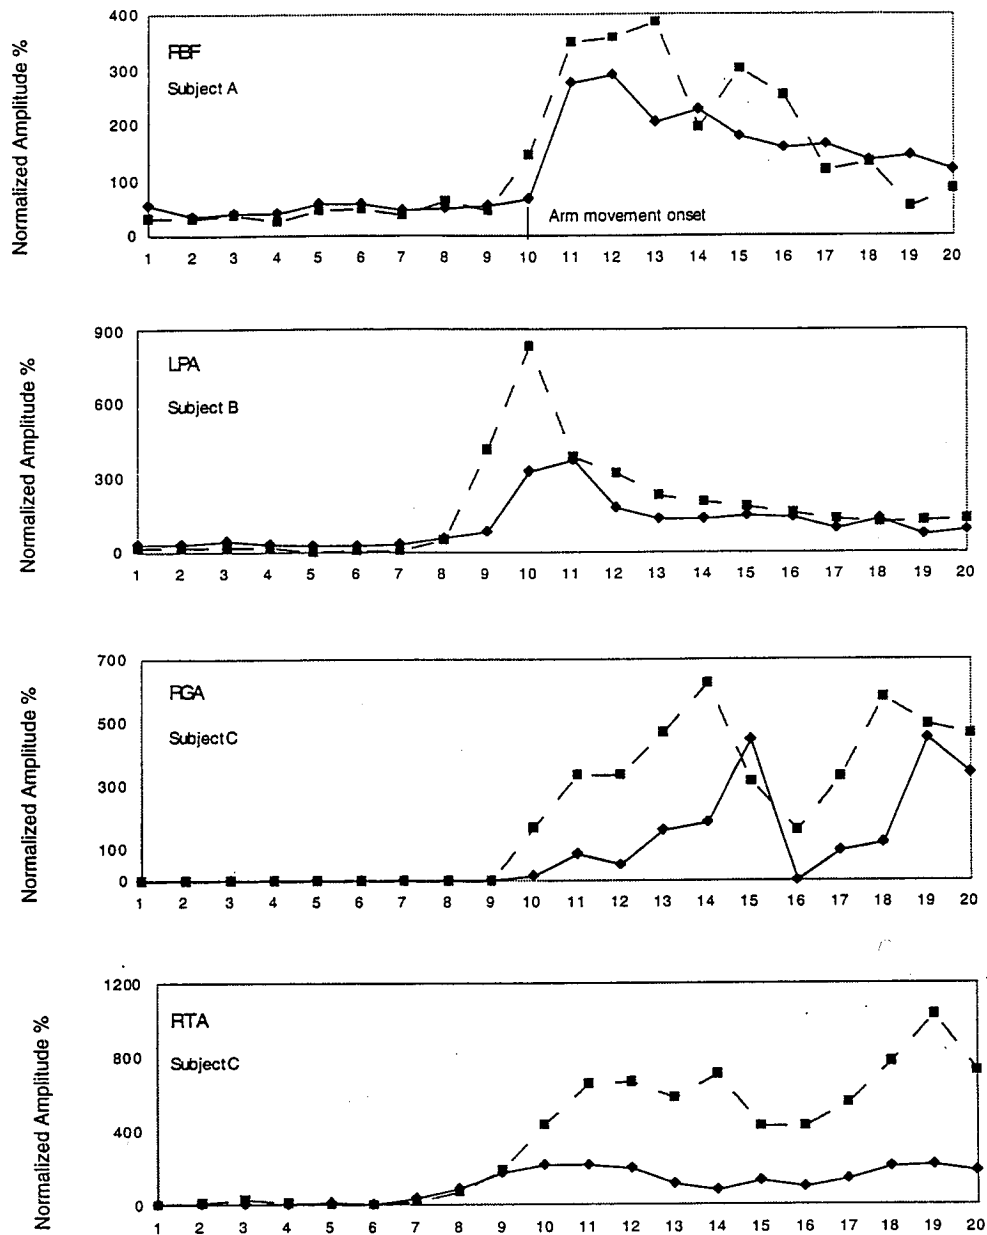 400
300
200
100
0
Normalized Amplitude %
RBF
Subject A
Arm movement onset
1 2 3 4 5 6 7 8 9 10 11 12 13 14 15 16 17 18 19 20
900
600
300
0
Normalized Amplitude %
LPA
Subject B
1 2 3 4 5 6 7 8 9 10 11 12 13 14 15 16 17 18 19 20
700
500
300
100
0
Normalized Amplitude %
RGA
Subject C
1 2 3 4 5 6 7 8 9 10 11 12 13 14 15 16 17 18 19 20
1200
800
400
0
Normalized Amplitude %
RTA
Subject C
1 2 3 4 5 6 7 8 9 10 11 12 13 14 15 16 17 18 19 20